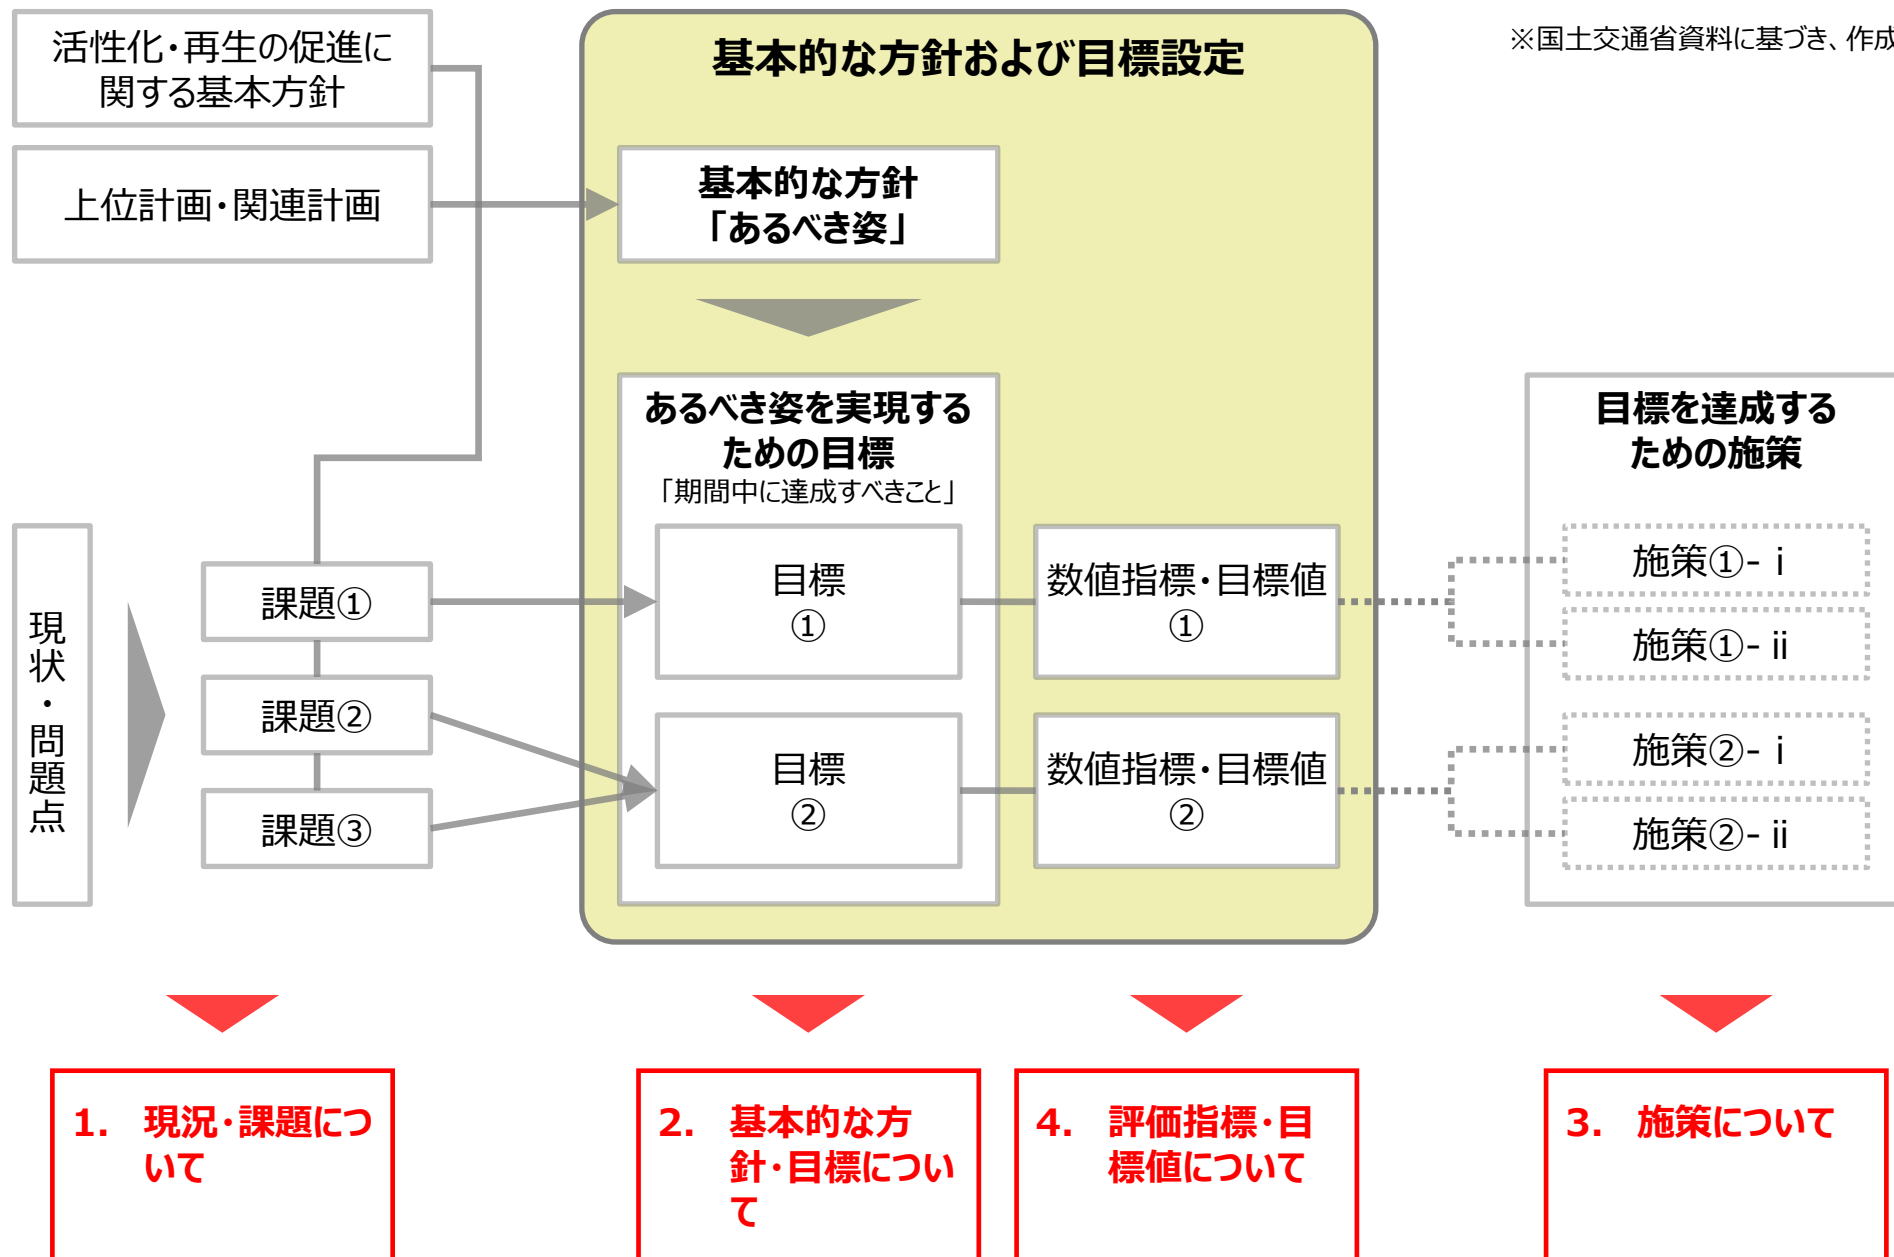 活性化・再生の促進に
関する基本方針
上位計画・関連計画
基本的な方針および目標設定
※国土交通省資料に基づき、作成
基本的な方針
「あるべき姿」
あるべき姿を実現する
ための目標
「期間中に達成すべきこと」
目標を達成する
ための施策
現状・問題点
課題①
課題②
課題③
目標
①
目標
②
数値指標・目標値
①
数値指標・目標値
②
施策①- i
施策①- ii
施策②- i
施策②- ii
1. 現況・課題につ
いて
2. 基本的な方
針・目標につい
て
4. 評価指標・目
標値について
3. 施策について